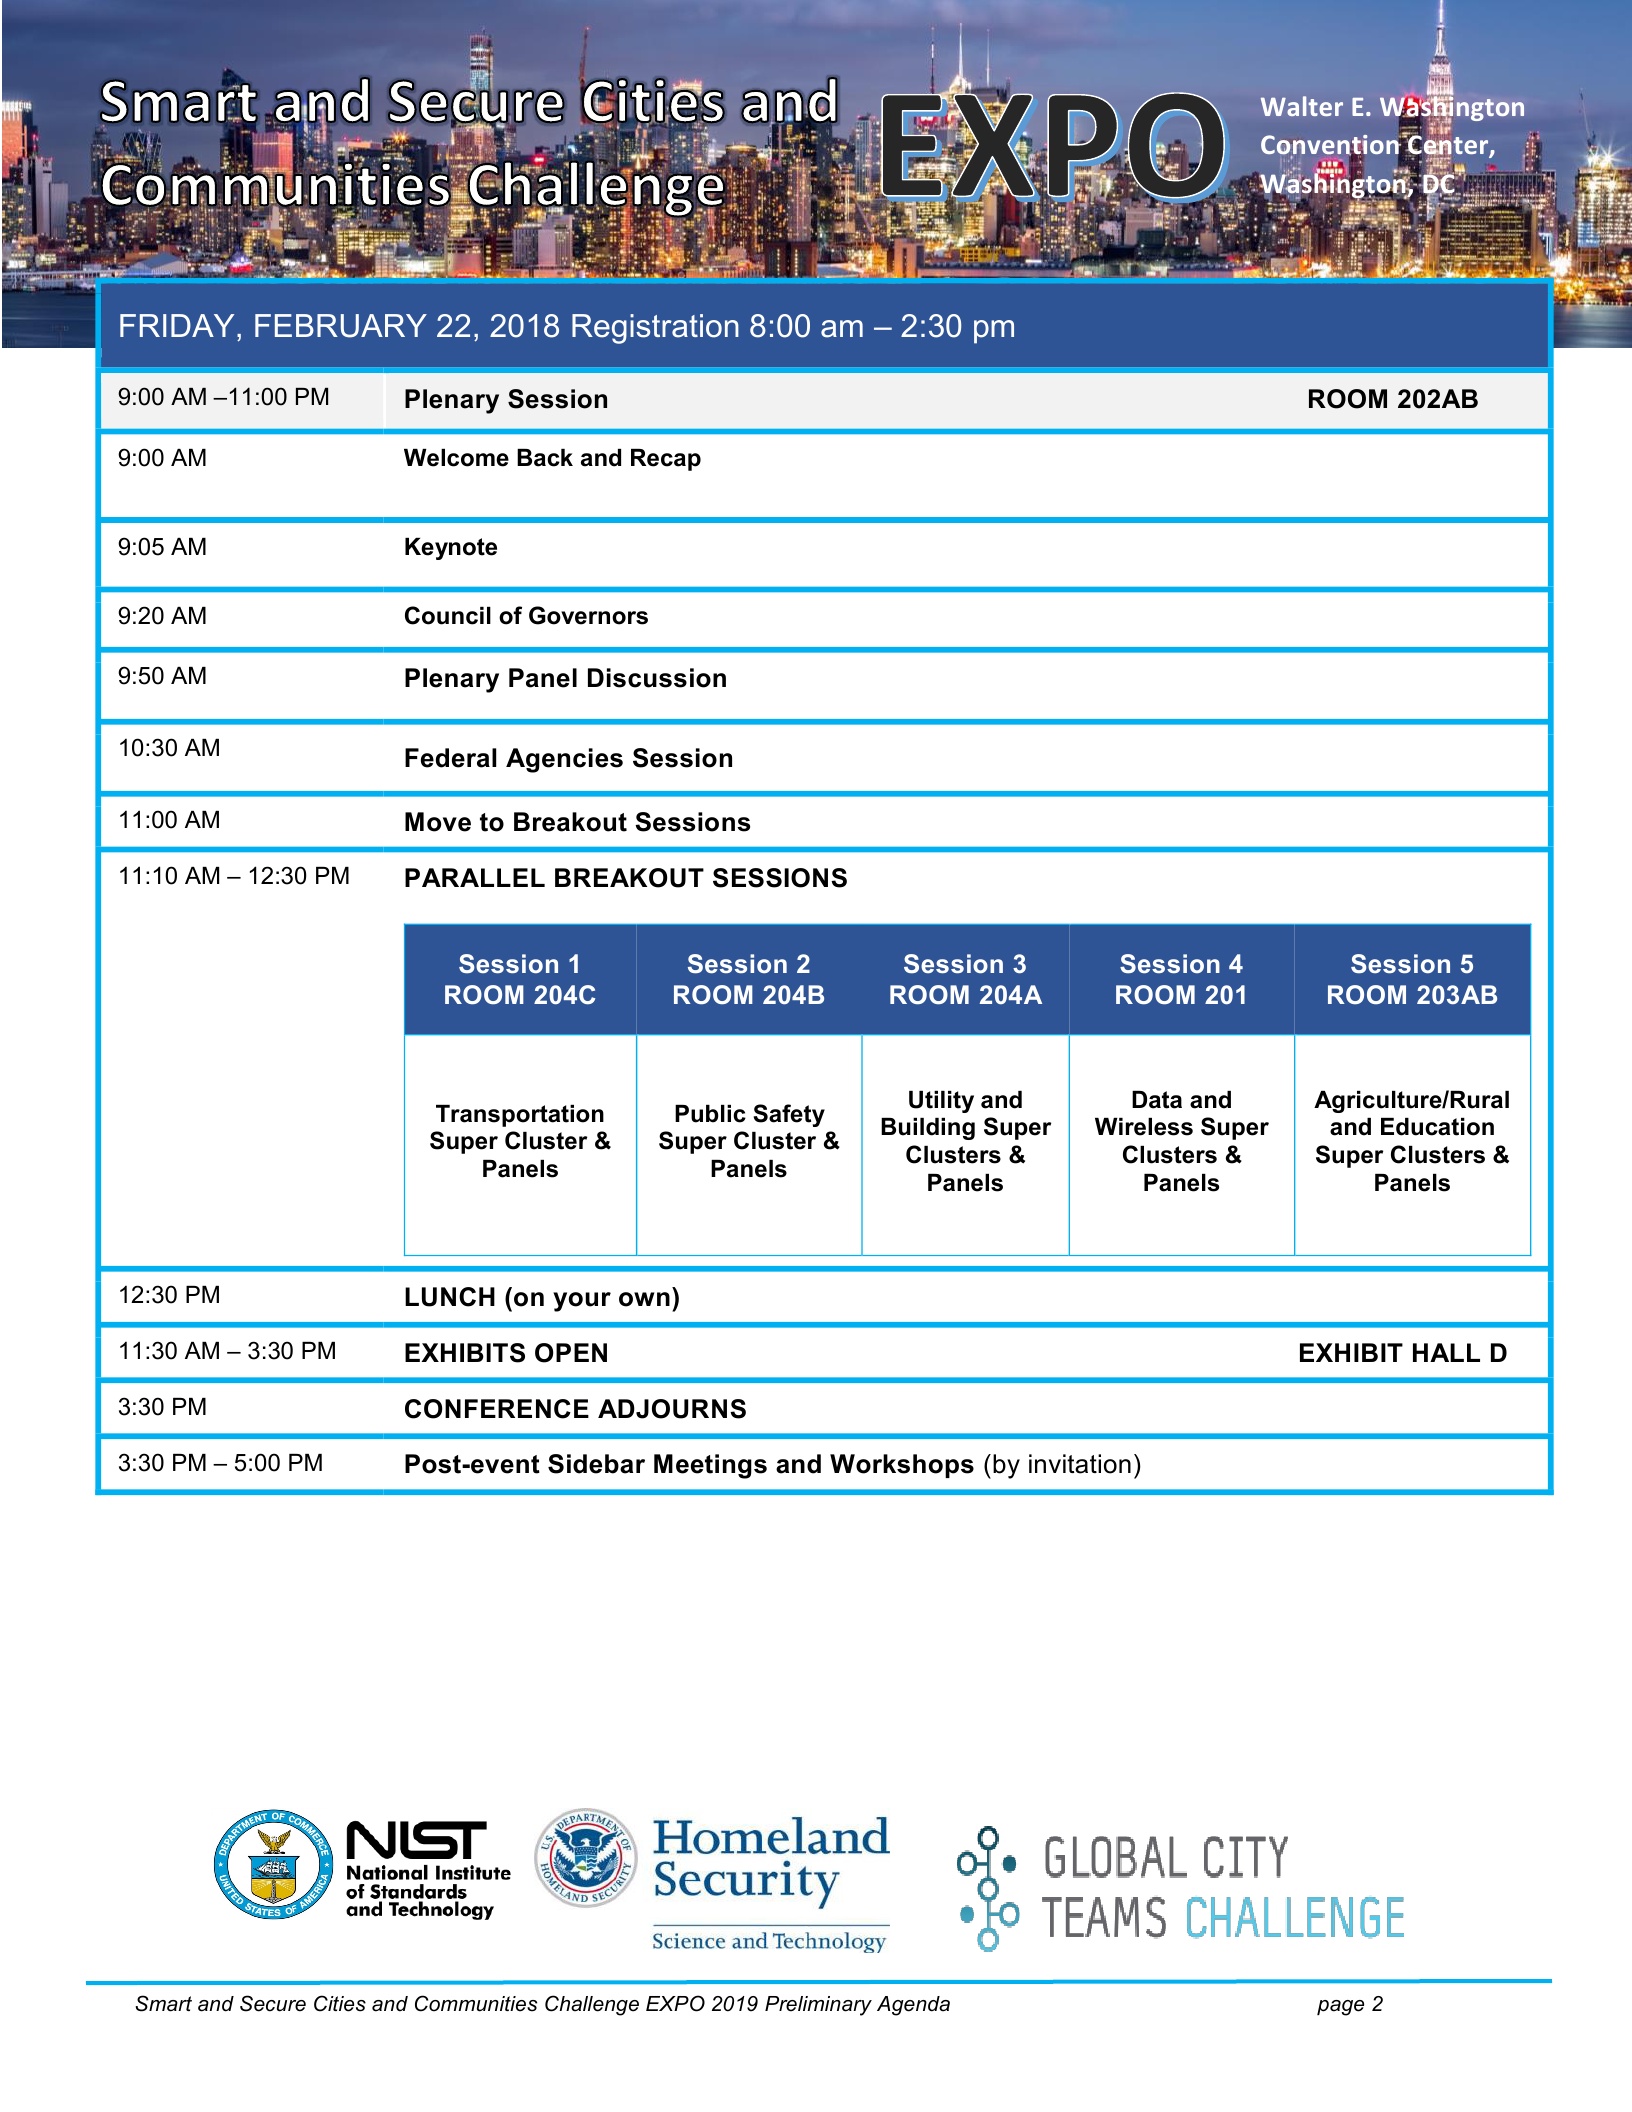 Smart and Secure Cities and
Communities Challenge
EXPO
Walter E. Washington
Convention Center,
Washington, DC
FRIDAY, FEBRUARY 22, 2018 Registration 8:00 am – 2:30 pm
9:00 AM –11:00 PM Plenary Session ROOM 202AB
9:00 AM Welcome Back and Recap
9:05 AM Keynote
9:20 AM Council of Governors
9:50 AM Plenary Panel Discussion
10:30 AM Federal Agencies Session
11:00 AM Move to Breakout Sessions
11:10 AM – 12:30 PM PARALLEL BREAKOUT SESSIONS
Session 1
ROOM 204C
Session 2
ROOM 204B
Session 3
ROOM 204A
Session 4
ROOM 201
Session 5
ROOM 203AB
Transportation
Super Cluster &
Panels
Public Safety
Super Cluster &
Panels
Utility and
Building Super
Clusters &
Panels
Data and
Wireless Super
Clusters &
Panels
Agriculture/Rural
and Education
Super Clusters &
Panels
12:30 PM LUNCH (on your own)
11:30 AM – 3:30 PM EXHIBITS OPEN EXHIBIT HALL D
3:30 PM CONFERENCE ADJOURNS
3:30 PM – 5:00 PM Post-event Sidebar Meetings and Workshops (by invitation)
DEPARTMENT OF COMMERCE
UNITED STATES OF AMERICA
NIST
National Institute
of Standards
and Technology
U.S. DEPARTMENT OF
HOMELAND SECURITY
Homeland
Security
Science and Technology
GLOBAL CITY
TEAMS CHALLENGE
Smart and Secure Cities and Communities Challenge EXPO 2019 Preliminary Agenda page 2